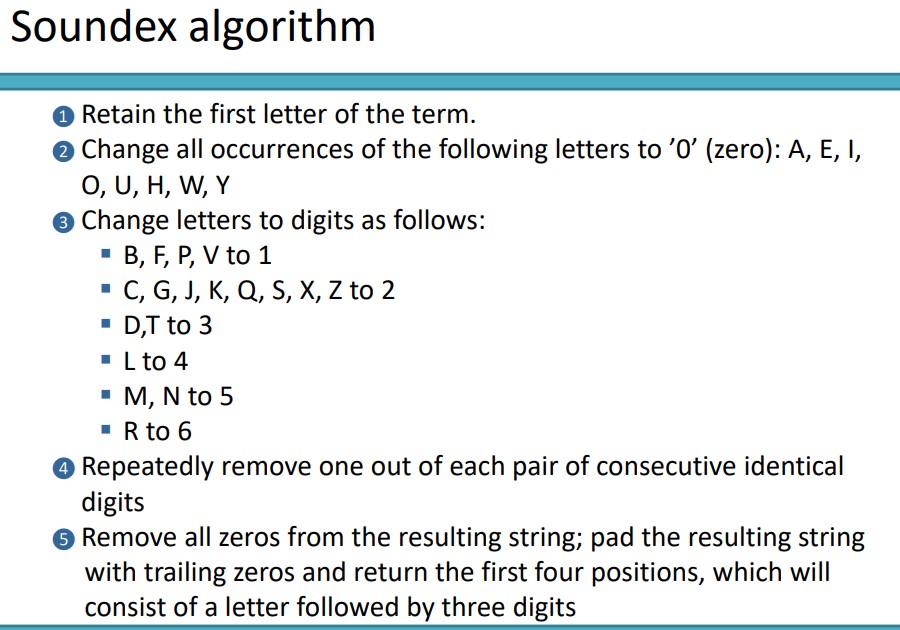 Soundex algorithm
1 Retain the first letter of the term.
2 Change all occurrences of the following letters to ’0’ (zero): A, E, I,
O, U, H, W, Y
3 Change letters to digits as follows:
▪ B, F, P, V to 1
▪ C, G, J, K, Q, S, X, Z to 2
▪ D,T to 3
▪ L to 4
▪ M, N to 5
▪ R to 6
4 Repeatedly remove one out of each pair of consecutive identical
digits
5 Remove all zeros from the resulting string; pad the resulting string
with trailing zeros and return the first four positions, which will
consist of a letter followed by three digits